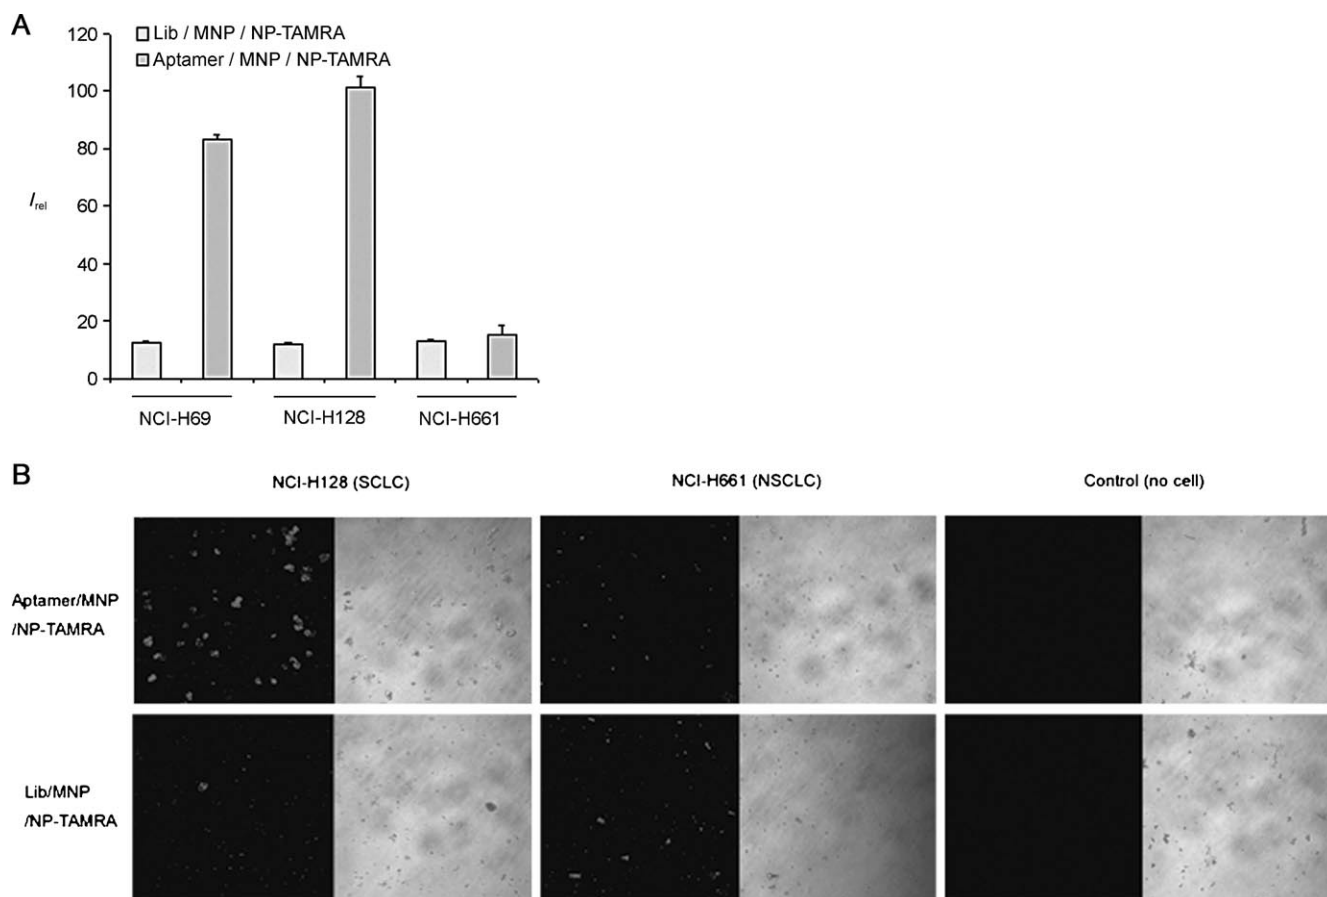 A
120
100
80
60
40
20
0
I rel
Lib / MNP / NP-TAMRA
Aptamer / MNP / NP-TAMRA
NCI-H69 NCI-H128 NCI-H661
B
NCI-H128 (SCLC) NCI-H661 (NSCLC) Control (no cell)
Aptamer/MNP
/NP-TAMRA
Lib/MNP
/NP-TAMRA